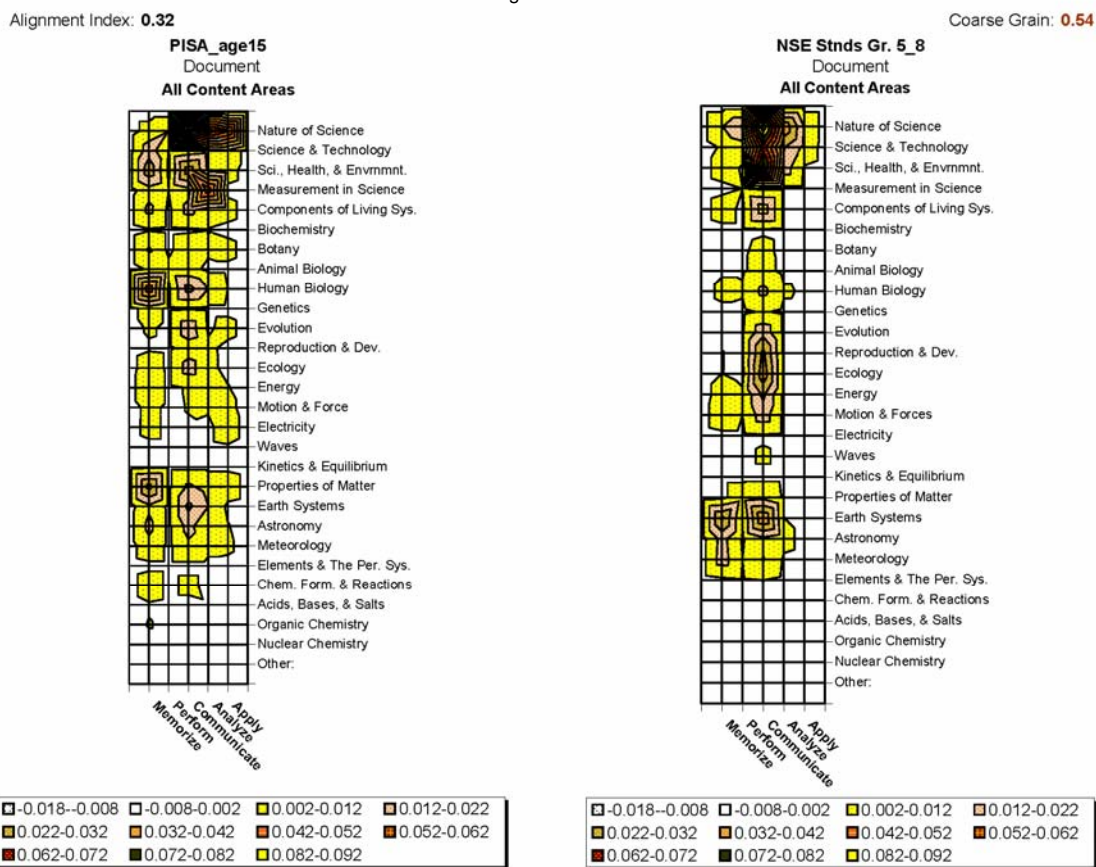 Alignment Index: 0.32
Coarse Grain: 0.54
PISA_age15
Document
All Content Areas
Nature of Science
Science & Technology
Sci., Health, & Envrnmnt.
Measurement in Science
Components of Living Sys.
Biochemistry
Botany
Animal Biology
Human Biology
Genetics
Evolution
Reproduction & Dev.
Ecology
Energy
Motion & Force
Electricity
Waves
Kinetics & Equilibrium
Properties of Matter
Earth Systems
Astronomy
Meteorology
Elements & The Per. Sys.
Chem. Form. & Reactions
Acids, Bases, & Salts
Organic Chemistry
Nuclear Chemistry
Other:
Memorize
Perform
Communicate
Analyze
Apply
-0.018--0.008 -0.008-0.002 0.002-0.012 0.012-0.022
0.022-0.032 0.032-0.042 0.042-0.052 0.052-0.062
0.062-0.072 0.072-0.082 0.082-0.092
NSE Stnds Gr. 5_8
Document
All Content Areas
Nature of Science
Science & Technology
Sci., Health, & Envrnmnt.
Measurement in Science
Components of Living Sys.
Biochemistry
Botany
Animal Biology
Human Biology
Genetics
Evolution
Reproduction & Dev.
Ecology
Energy
Motion & Forces
Electricity
Waves
Kinetics & Equilibrium
Properties of Matter
Earth Systems
Astronomy
Meteorology
Elements & The Per. Sys.
Chem. Form. & Reactions
Acids, Bases, & Salts
Organic Chemistry
Nuclear Chemistry
Other:
Memorize
Perform
Communicate
Analyze
Apply
-0.018--0.008 -0.008-0.002 0.002-0.012 0.012-0.022
0.022-0.032 0.032-0.042 0.042-0.052 0.052-0.062
0.062-0.072 0.072-0.082 0.082-0.092